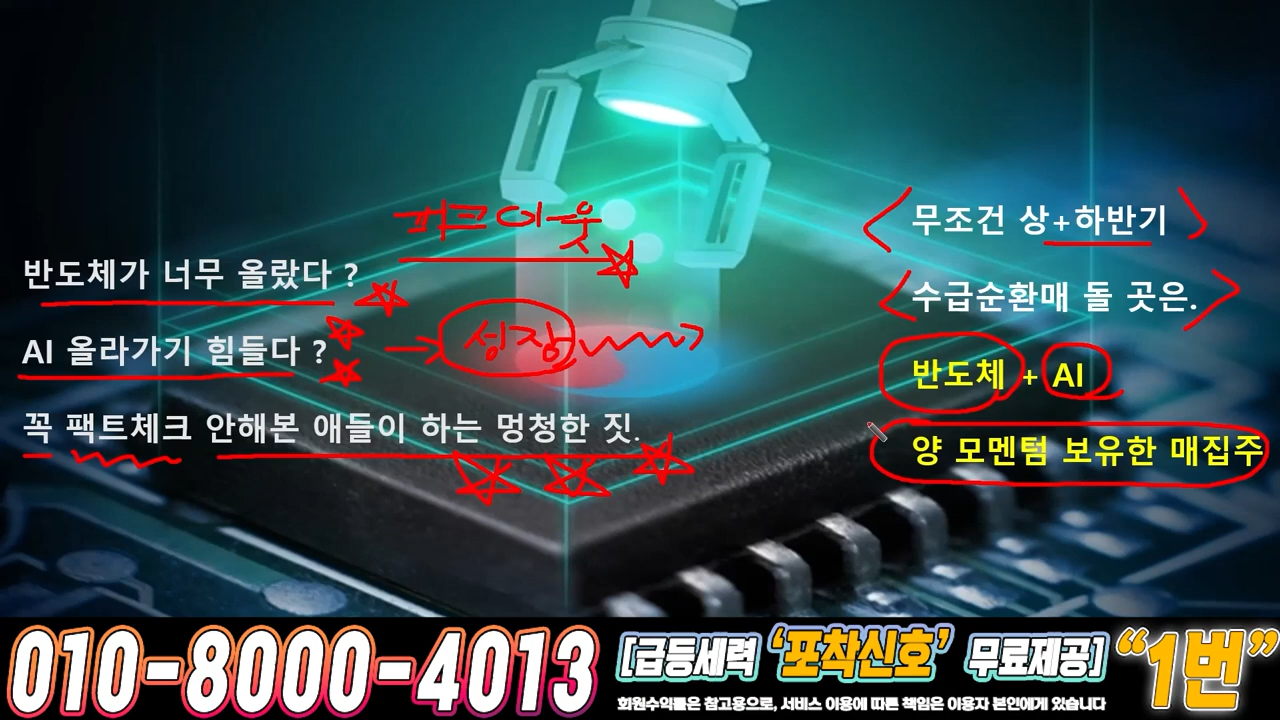 피크아웃
반도체가 너무 올랐다 ?
AI 올라가기 힘들다 ?
성장
꼭 팩트체크 안해본 애들이 하는 멍청한 짓.
무조건 상+하반기
수급순환매 돌 곳은.
반도체 + AI
양 모멘텀 보유한 매집주
010-8000-4013
[급등세력 '포착신호' 무료제공] "1번"
회원수익률은 참고용으로, 서비스 이용에 따른 책임은 이용자 본인에게 있습니다